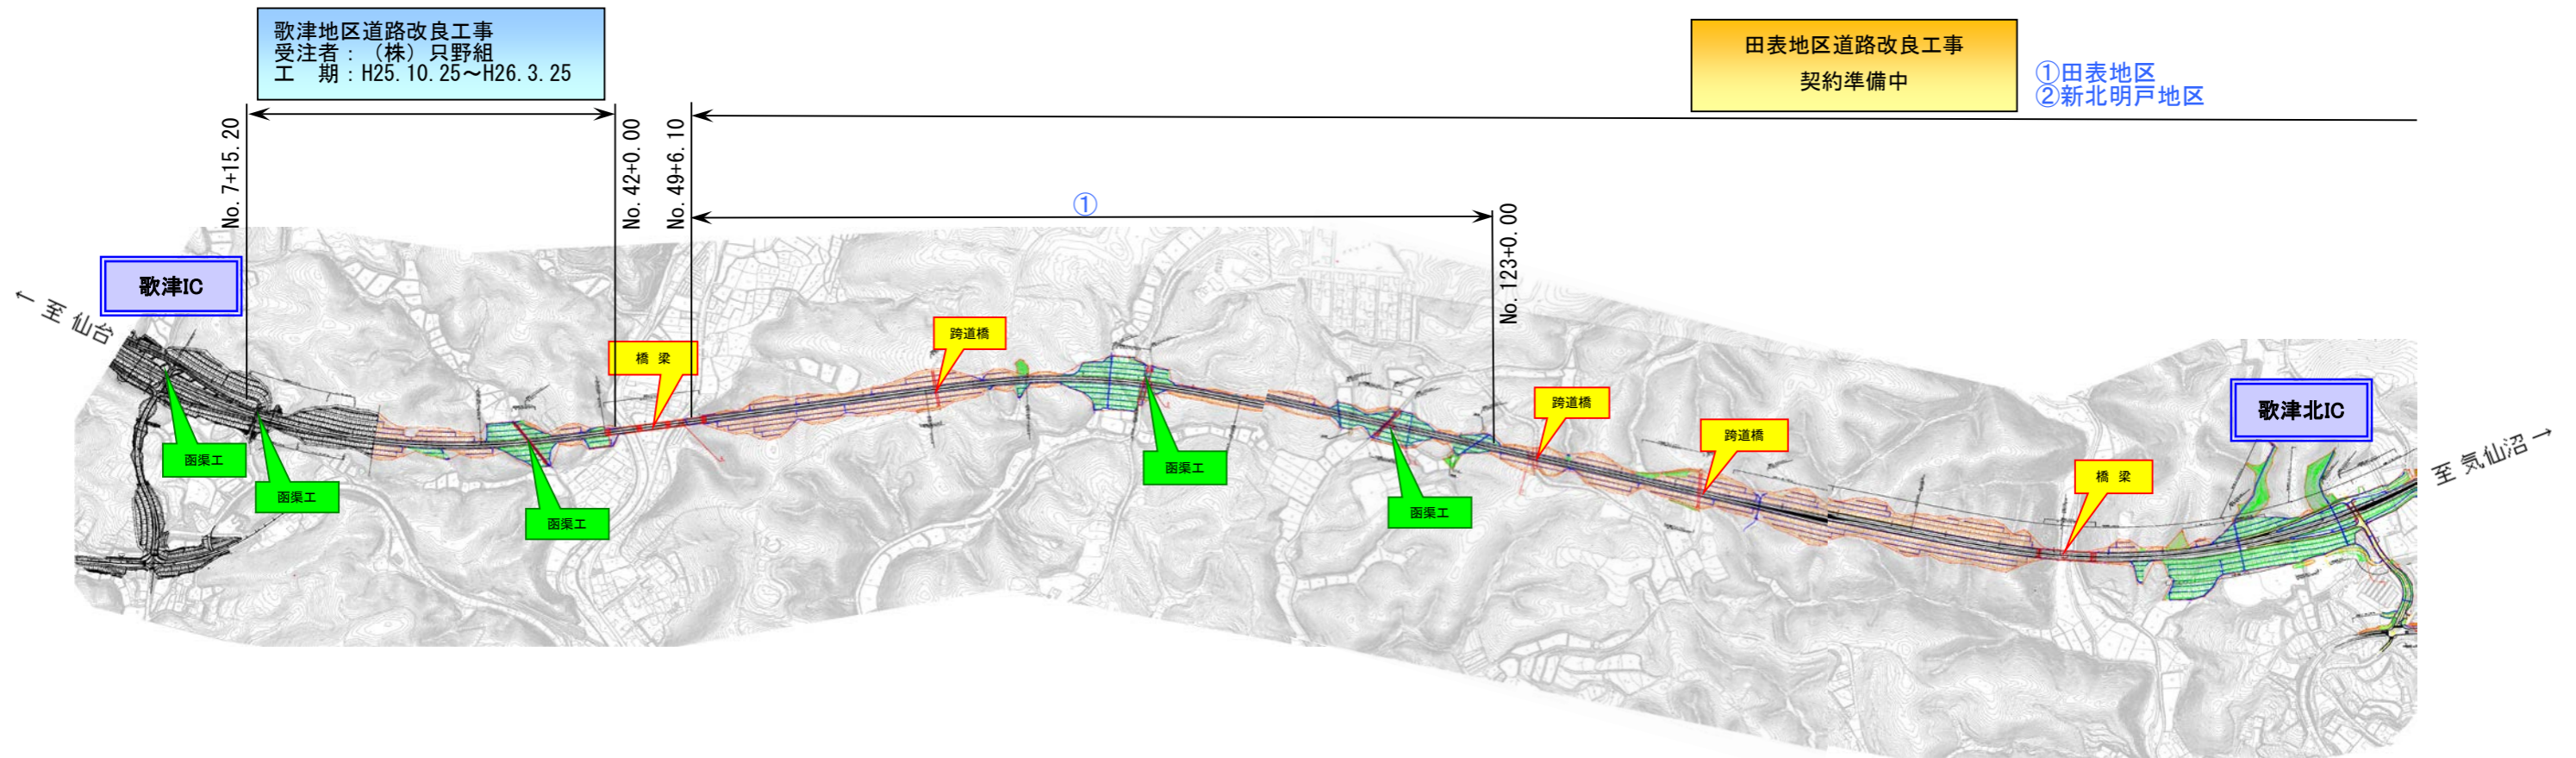 歌津地区道路改良工事
受注者：（株）只野組
工　期：H25.10.25～H26.3.25
田表地区道路改良工事
契約準備中
①田表地区
②新北明戸地区
No. 7+15. 20
No. 42+0. 00
No. 49+6. 10
①
No. 123+0. 00
歌津IC
← 至 仙台
橋 梁
跨道橋
跨道橋
跨道橋
橋 梁
歌津北IC
至 気仙沼 →
函渠工
函渠工
函渠工
函渠工
函渠工